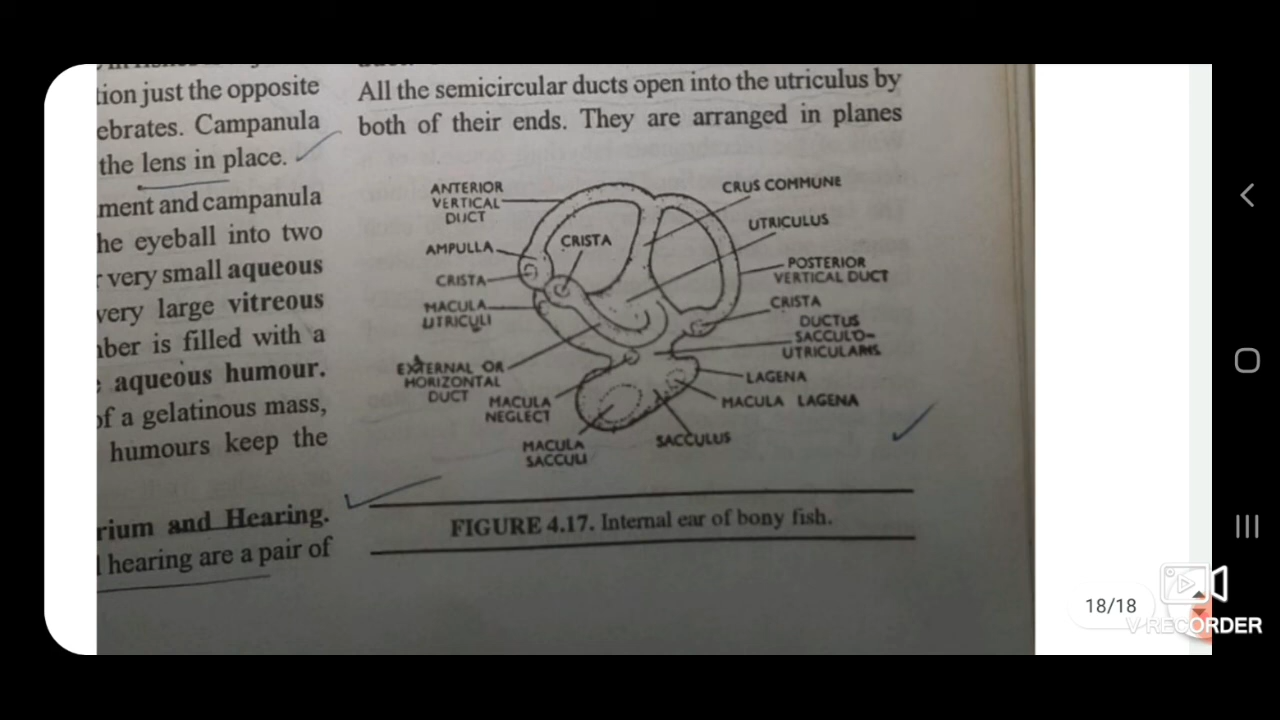 tion just the opposite
ebrates. Campanula
the lens in place.
ment and campanula
he eyeball into two
very small aqueous
very large vitreous
ber is filled with a
aqueous humour.
of a gelatinous mass,
humours keep the
rium and Hearing.
hearing are a pair of
All the semicircular ducts open into the utriculus by
both of their ends. They are arranged in planes
ANTERIOR
VERTICAL
DUCT
AMPULLA
CRISTA
MACULA
UTRICULI
EXTERNAL OR
HORIZONTAL
DUCT
MACULA
NEGLECT
MACULA
SACCULI
CRISTA
CRUS COMMUNE
UTRICULUS
POSTERIOR
VERTICAL DUCT
CRISTA
DUCTUS
SACCULO-
UTRICULARIS
LAGENA
MACULA LAGENA
SACCULUS
FIGURE 4.17. Internal ear of bony fish.
18/18
V RECORDER